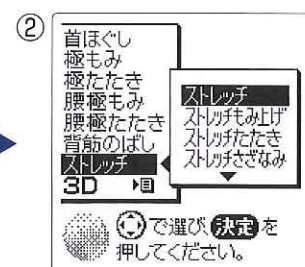 ②
首ほぐし
極もみ
極たたき
腰極もみ
腰極たたき
背筋のばし
ストレッチ
3D
ストレッチ
ストレッチもみ上げ
ストレッチたたき
ストレッチさざなみ
で選び、決定を
押してください。